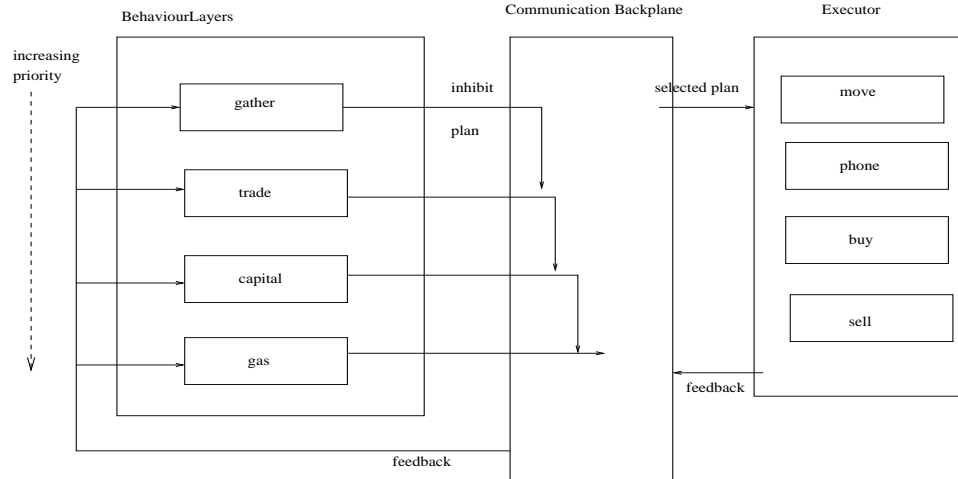 BehaviourLayers
Communication Backplane
Executor
increasing
priority
gather
trade
capital
gas
inhibit
plan
selected plan
move
phone
buy
sell
feedback
feedback